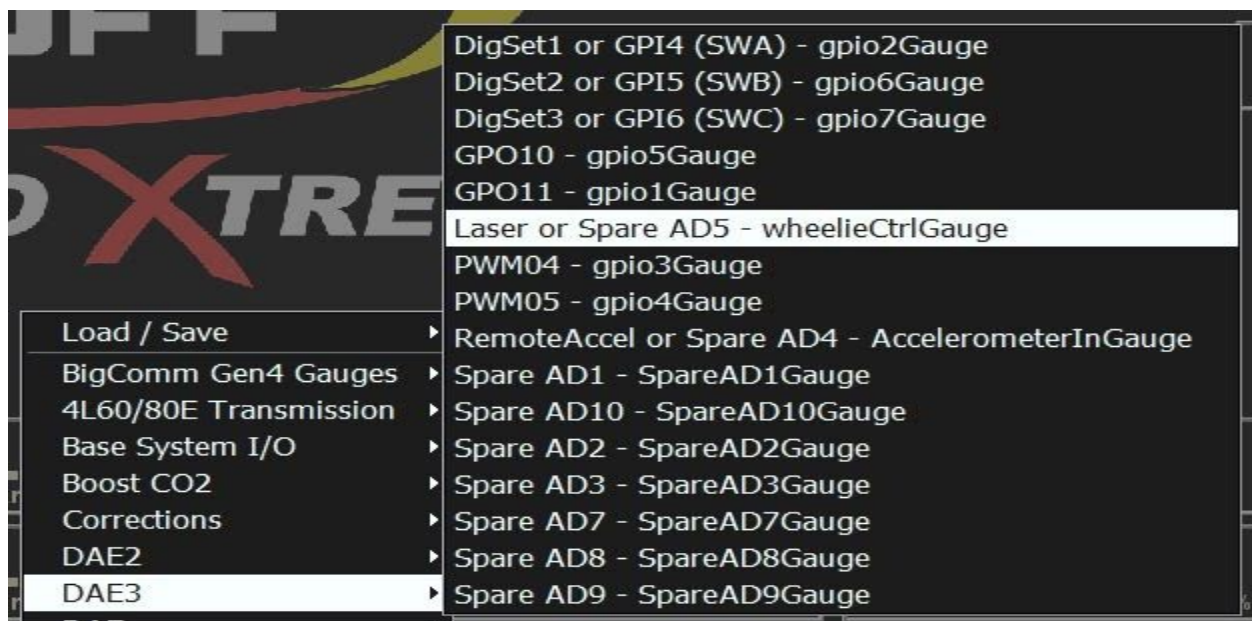 UFF
XTRE
DigSet1 or GPI4 (SWA) - gpio2Gauge
DigSet2 or GPI5 (SWB) - gpio6Gauge
DigSet3 or GPI6 (SWC) - gpio7Gauge
GPO10 - gpio5Gauge
GPO11 - gpio1Gauge
Laser or Spare AD5 - wheelieCtrlGauge
PWM04 - gpio3Gauge
PWM05 - gpio4Gauge
RemoteAccel or Spare AD4 - AccelerometerInGauge
Spare AD1 - SpareAD1Gauge
Spare AD10 - SpareAD10Gauge
Spare AD2 - SpareAD2Gauge
Spare AD3 - SpareAD3Gauge
Spare AD7 - SpareAD7Gauge
Spare AD8 - SpareAD8Gauge
Spare AD9 - SpareAD9Gauge
Load / Save
BigComm Gen4 Gauges
4L60/80E Transmission
Base System I/O
Boost CO2
Corrections
DAE2
DAE3